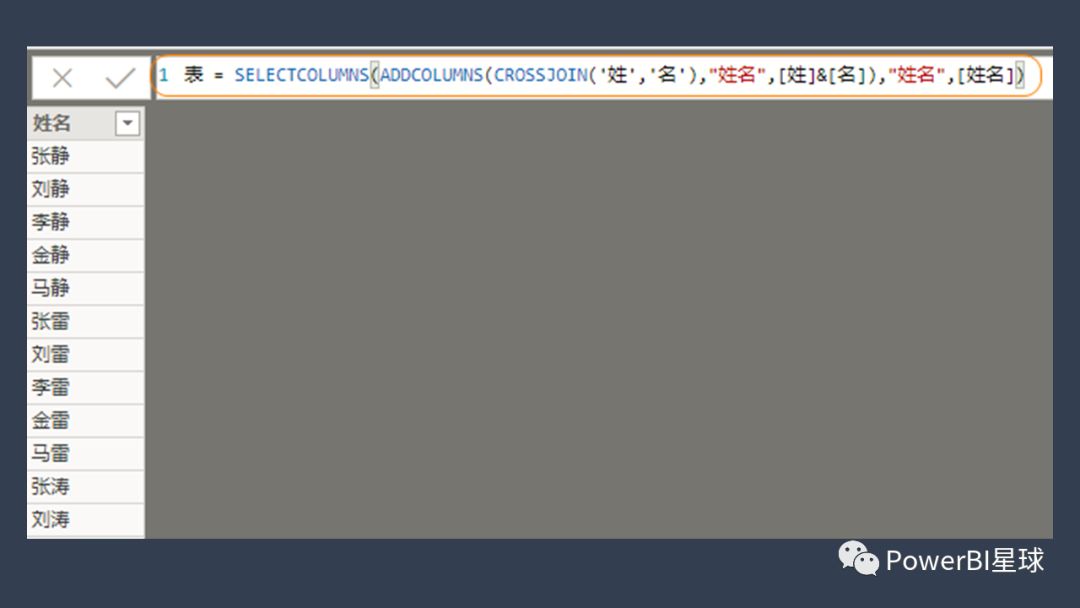 1 表 = SELECTCOLUMNS(ADDCOLUMNS(CROSSJOIN('姓','名'),"姓名",[姓]&[名]),"姓名",[姓名])
姓名
张静
刘静
李静
金静
马静
张雷
刘雷
李雷
金雷
马雷
张涛
刘涛
PowerBI星球